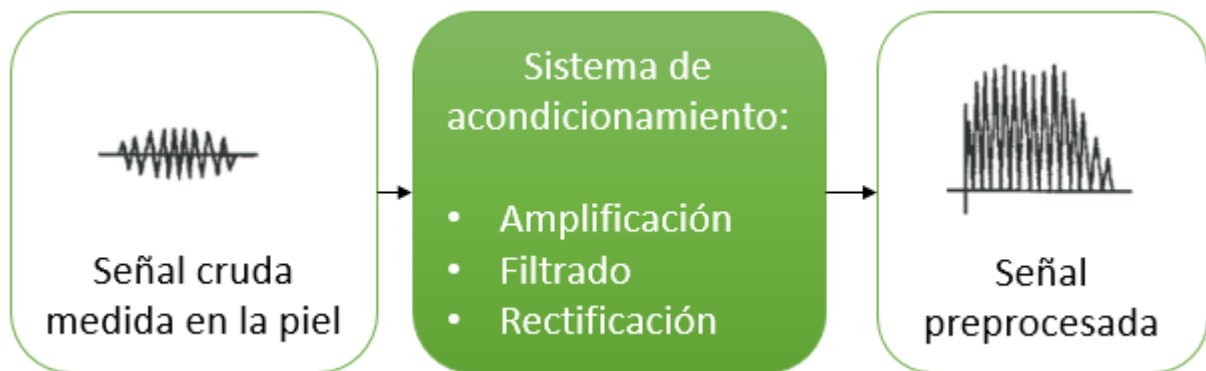 Señal cruda
medida en la piel
Sistema de
acondicionamiento:
• Amplificación
• Filtrado
• Rectificación
Señal
preprocesada